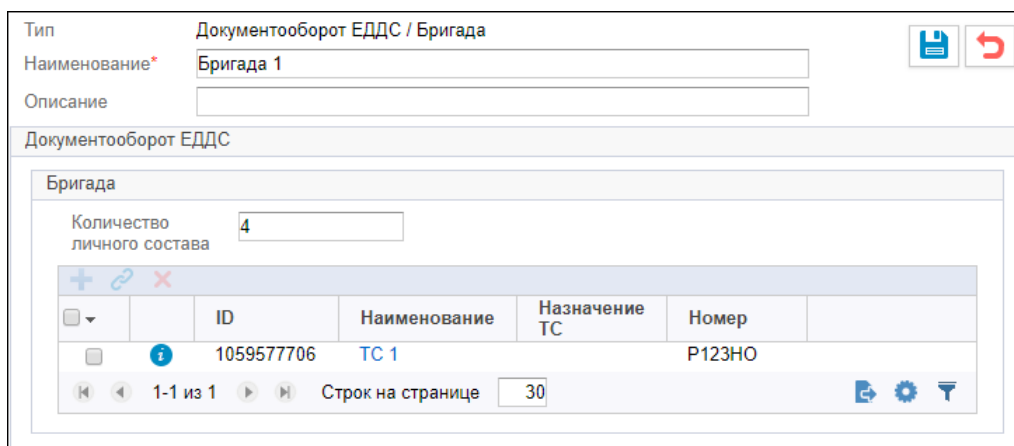 Тип Документооборот ЕДДС / Бригада
Наименование* Бригада 1
Описание
Документооборот ЕДДС
Бригада
Количество личного состава 4
ID Наименование Назначение ТС Номер
1059577706 ТС 1 Р123НО
1-1 из 1 Строк на странице 30